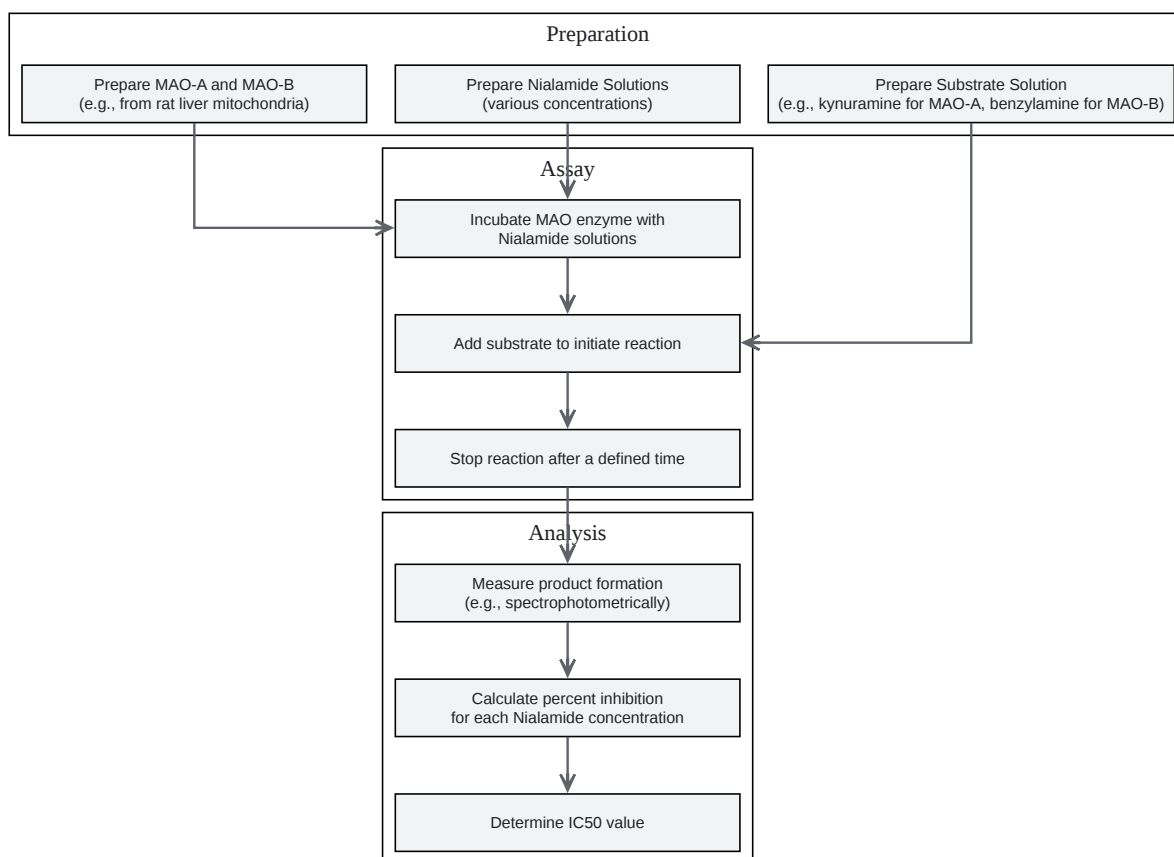 Preparation
Prepare MAO-A and MAO-B
(e.g., from rat liver mitochondria)
Prepare Nialamide Solutions
(various concentrations)
Prepare Substrate Solution
(e.g., kynuramine for MAO-A, benzylamine for MAO-B)
Assay
Incubate MAO enzyme with
Nialamide solutions
Add substrate to initiate reaction
Stop reaction after a defined time
Analysis
Measure product formation
(e.g., spectrophotometrically)
Calculate percent inhibition
for each Nialamide concentration
Determine IC50 value